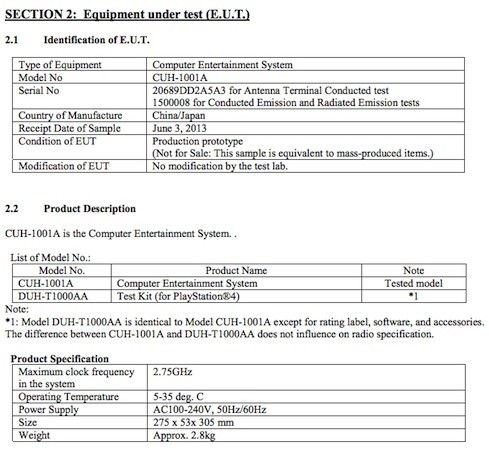 SECTION 2: Equipment under test (E.U.T.)
2.1 Identification of E.U.T.
Type of Equipment Computer Entertainment System
Model No CUH-1001A
Serial No 20689DD2A5A3 for Antenna Terminal Conducted test
1500008 for Conducted Emission and Radiated Emission tests
Country of Manufacture China/Japan
Receipt Date of Sample June 3, 2013
Condition of EUT Production prototype
(Not for Sale: This sample is equivalent to mass-produced items.)
Modification of EUT No modification by the test lab.
2.2 Product Description
CUH-1001A is the Computer Entertainment System. .
List of Model No.:
Model No. Product Name Note
CUH-1001A Computer Entertainment System Tested model
DUH-T1000AA Test Kit (for PlayStation®4) *1
Note:
*1: Model DUH-T1000AA is identical to Model CUH-1001A except for rating label, software, and accessories.
The difference between CUH-1001A and DUH-T1000AA does not influence on radio specification.
Product Specification
Maximum clock frequency 2.75GHz
in the system
Operating Temperature 5-35 deg. C
Power Supply AC100-240V, 50Hz/60Hz
Size 275 x 53x 305 mm
Weight Approx. 2.8kg